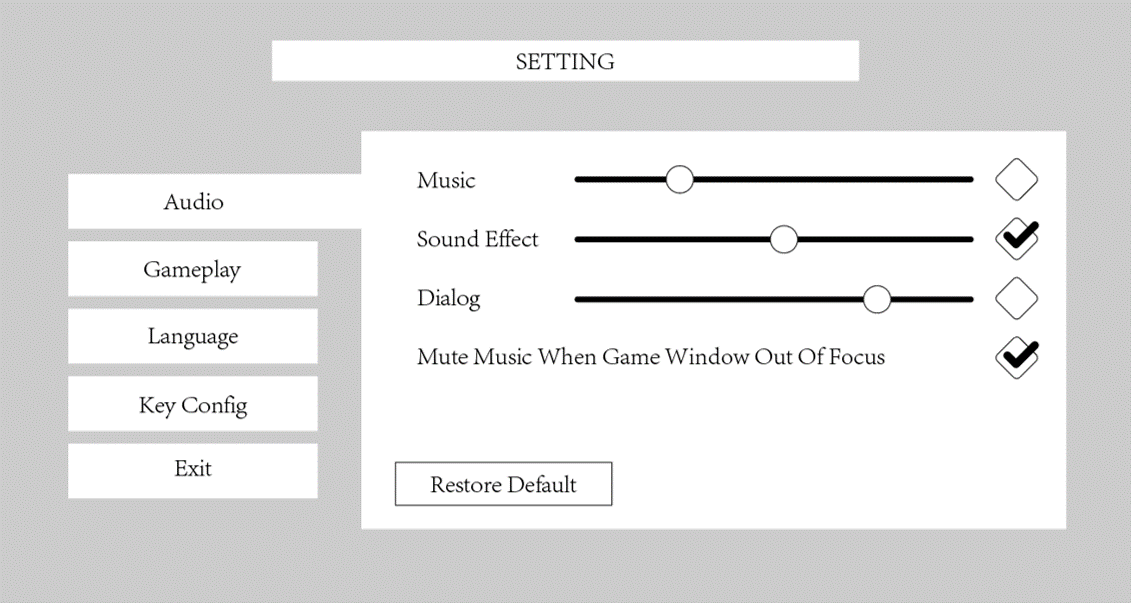 SETTING
Audio
Gameplay
Language
Key Config
Exit
Music
Sound Effect
Dialog
Mute Music When Game Window Out Of Focus
Restore Default